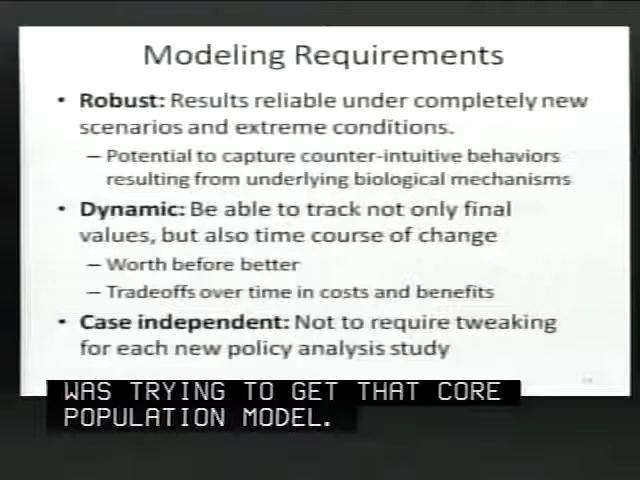 Modeling Requirements
• Robust: Results reliable under completely new
scenarios and extreme conditions.
– Potential to capture counter-intuitive behaviors
resulting from underlying biological mechanisms
• Dynamic: Be able to track not only final
values, but also time course of change
– Worth before better
– Tradeoffs over time in costs and benefits
• Case independent: Not to require tweaking
for each new policy analysis study
WAS TRYING TO GET THAT CORE
POPULATION MODEL.